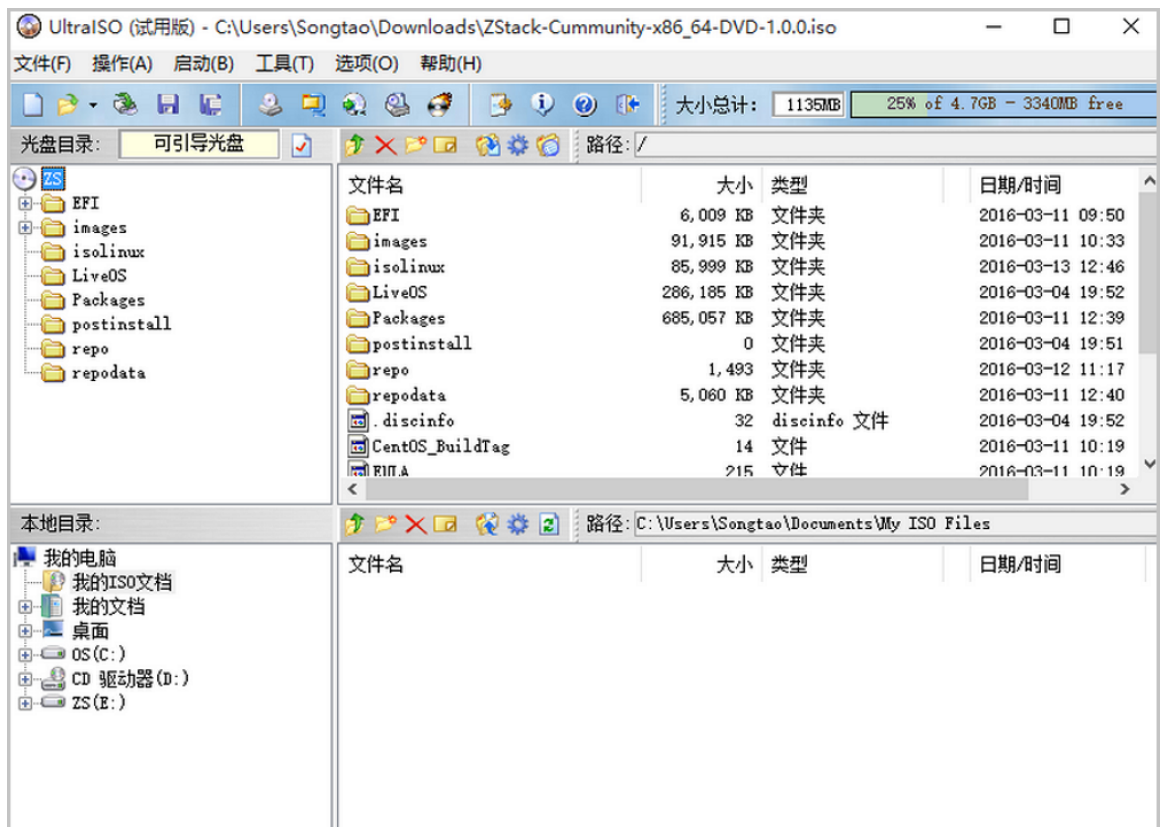 UltraISO (试用版) - C:\Users\Songtao\Downloads\ZStack-Cummunity-x86_64-DVD-1.0.0.iso
文件(F) 操作(A) 启动(B) 工具(T) 选项(O) 帮助(H)
大小总计: 1135MB 25% of 4.7GB - 3340MB free
光盘目录: 可引导光盘 路径: /
ZS
EFI
images
isolinux
LiveOS
Packages
postinstall
repo
repodata
文件名 大小 类型 日期/时间
EFI 6,009 KB 文件夹 2016-03-11 09:50
images 91,915 KB 文件夹 2016-03-11 10:33
isolinux 85,999 KB 文件夹 2016-03-13 12:46
LiveOS 286,185 KB 文件夹 2016-03-04 19:52
Packages 685,057 KB 文件夹 2016-03-11 12:39
postinstall 0 文件夹 2016-03-04 19:51
repo 1,493 文件夹 2016-03-12 11:17
repodata 5,060 KB 文件夹 2016-03-11 12:40
.discinfo 32 discinfo 文件 2016-03-04 19:52
CentOS_BuildTag 14 文件 2016-03-11 10:19
EULA 215 文件 2016-03-11 10:19
本地目录: 路径: C:\Users\Songtao\Documents\My ISO Files
我的电脑
我的ISO文档
我的文档
桌面
OS(C:)
CD 驱动器(D:)
ZS(E:)
文件名 大小 类型 日期/时间